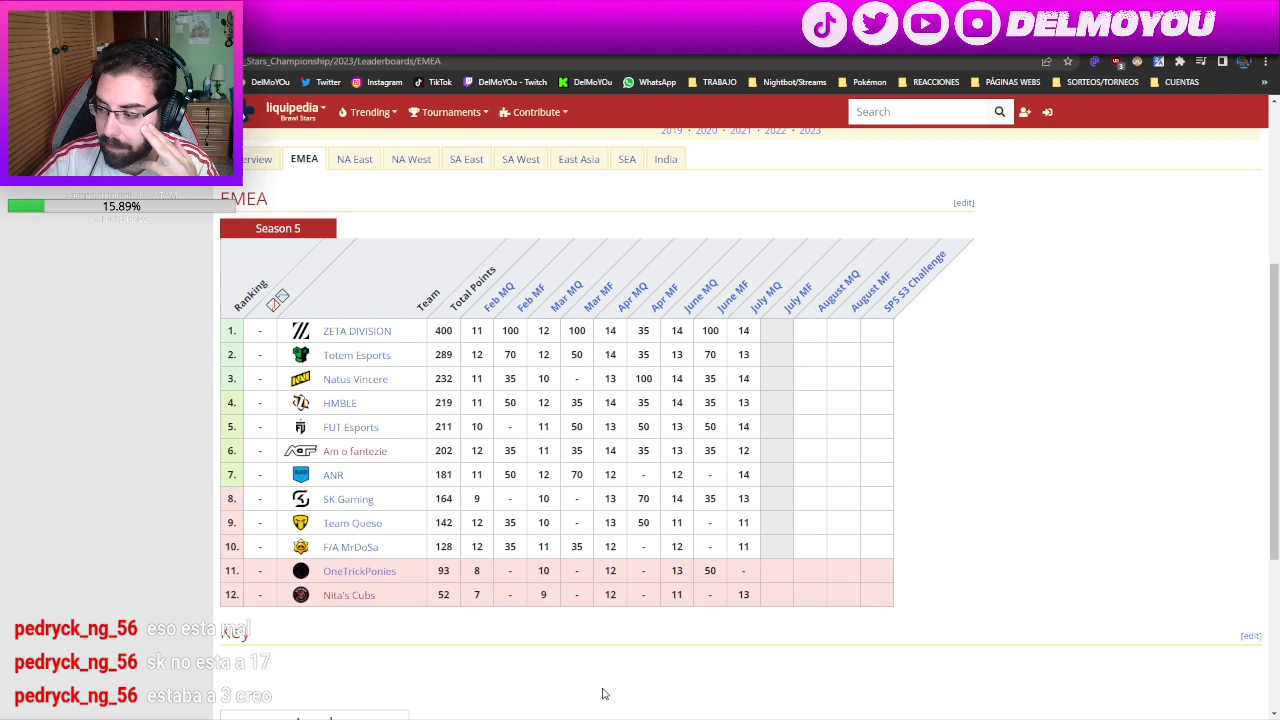 DELMOYOU
_Stars_Championship/2023/Leaderboards/EMEA
DelMoYOu Twitter Instagram TikTok DelMoYOu - Twitch DelMoYOu WhatsApp TRABAJO Nightbot/Streams Pokémon REACCIONES PÁGINAS WEBS SORTEOS/TORNEOS CUENTAS
liquipedia Brawl Stars Trending Tournaments Contribute Search
2019 · 2020 · 2021 · 2022 · 2023
erview EMEA NA East NA West SA East SA West East Asia SEA India
15.89%
EMEA [edit]
Season 5
Ranking Team Total Points Feb MQ Feb MF Mar MQ Mar MF Apr MQ Apr MF June MQ June MF July MQ July MF August MQ August MF SPS S3 Challenge
1. - ZETA DIVISION 400 11 100 12 100 14 35 14 100 14
2. - Totem Esports 289 12 70 12 50 14 35 13 70 13
3. - Natus Vincere 232 11 35 10 - 13 100 14 35 14
4. - HMBLE 219 11 50 12 35 14 35 14 35 13
5. - FUT Esports 211 10 - 11 50 13 50 13 50 14
6. - Am o fantezie 202 12 35 11 35 14 35 13 35 12
7. - ANR 181 11 50 12 70 12 - 12 - 14
8. - SK Gaming 164 9 - 10 - 13 70 14 35 13
9. - Team Queso 142 12 35 10 - 13 50 11 - 11
10. - F/A MrDoSa 128 12 35 11 35 12 - 12 - 11
11. - OneTrickPonies 93 8 - 10 - 12 - 13 50 -
12. - Nita's Cubs 52 7 - 9 - 12 - 11 - 13
pedryck_ng_56 eso esta mal
Key [edit]
pedryck_ng_56 sk no esta a 17
pedryck_ng_56 estaba a 3 creo